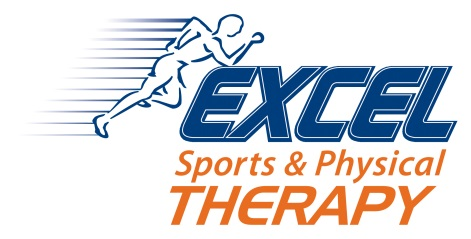 EXCEL
Sports & Physical
THERAPY